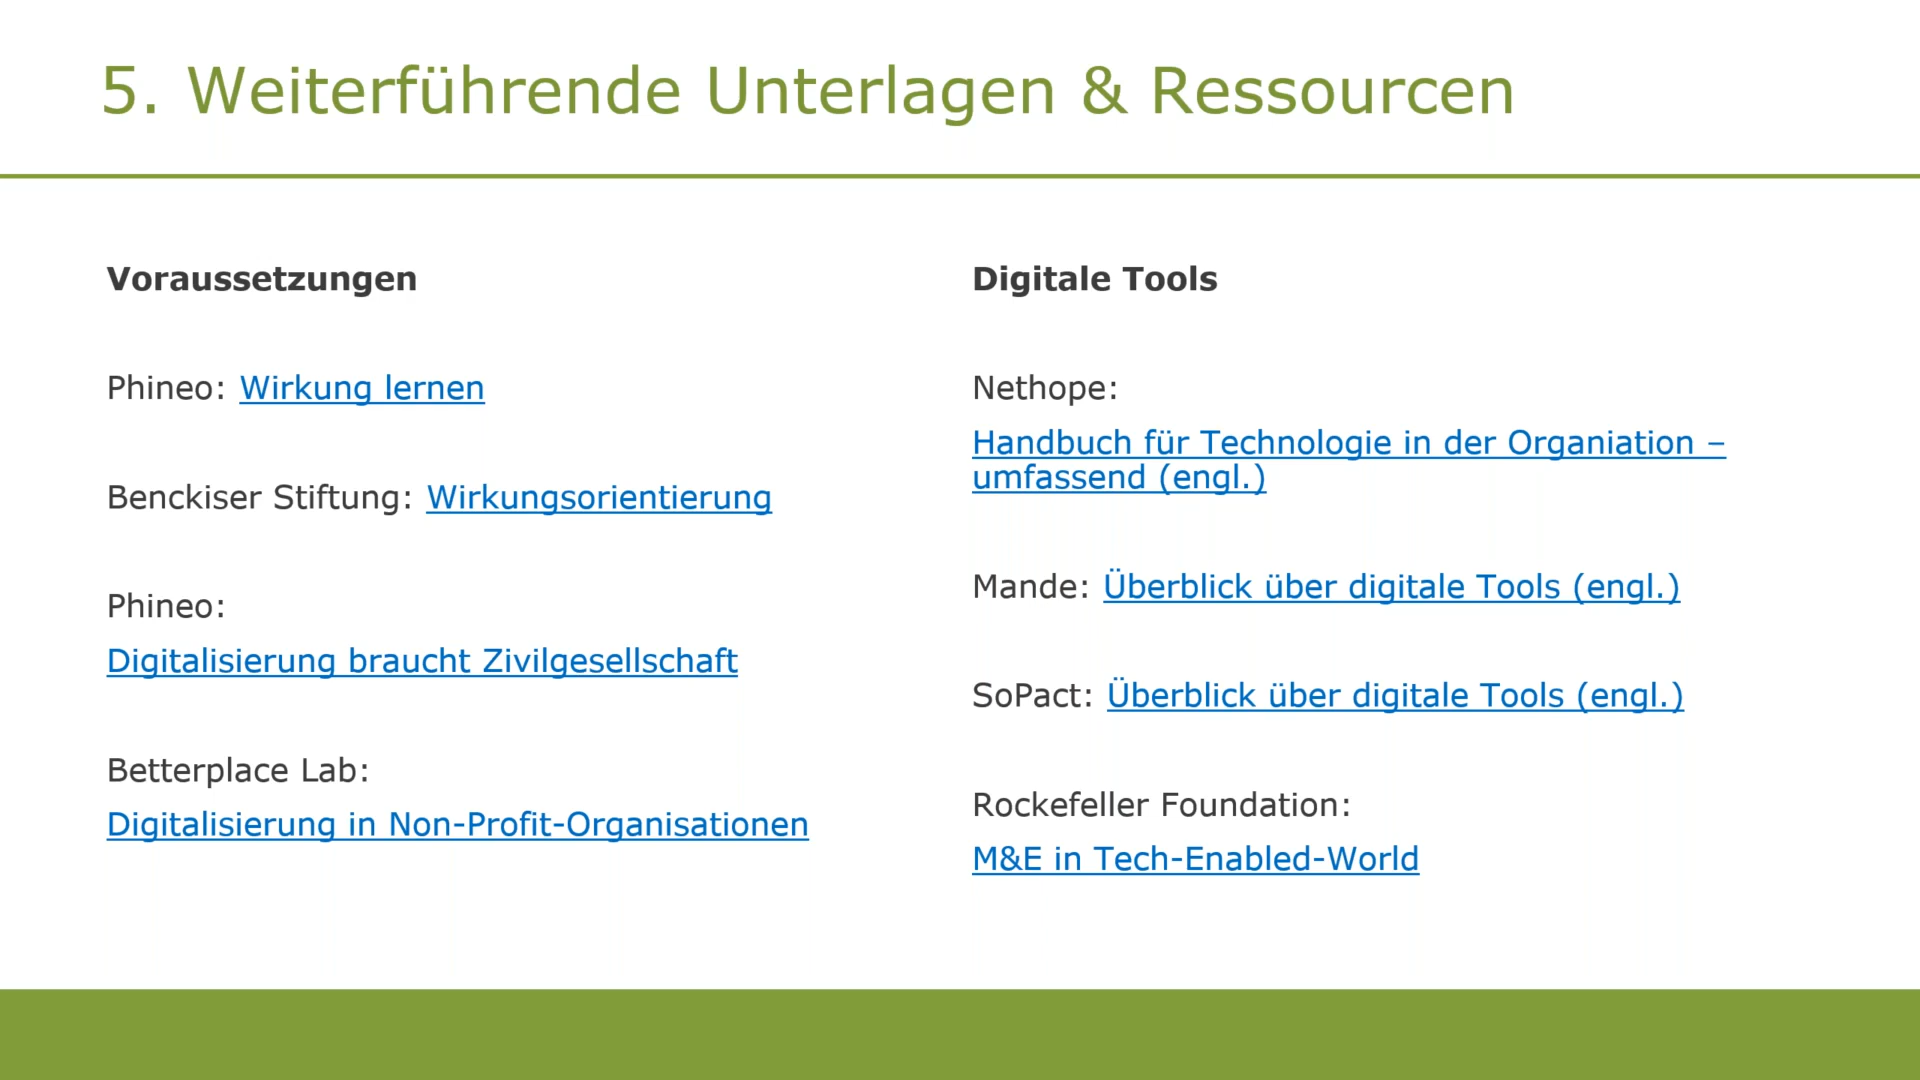 5. Weiterführende Unterlagen & Ressourcen
Voraussetzungen
Phineo: Wirkung lernen
Benckiser Stiftung: Wirkungsorientierung
Phineo:
Digitalisierung braucht Zivilgesellschaft
Betterplace Lab:
Digitalisierung in Non-Profit-Organisationen
Digitale Tools
Nethope:
Handbuch für Technologie in der Organiation –
umfassend (engl.)
Mande: Überblick über digitale Tools (engl.)
SoPact: Überblick über digitale Tools (engl.)
Rockefeller Foundation:
M&E in Tech-Enabled-World